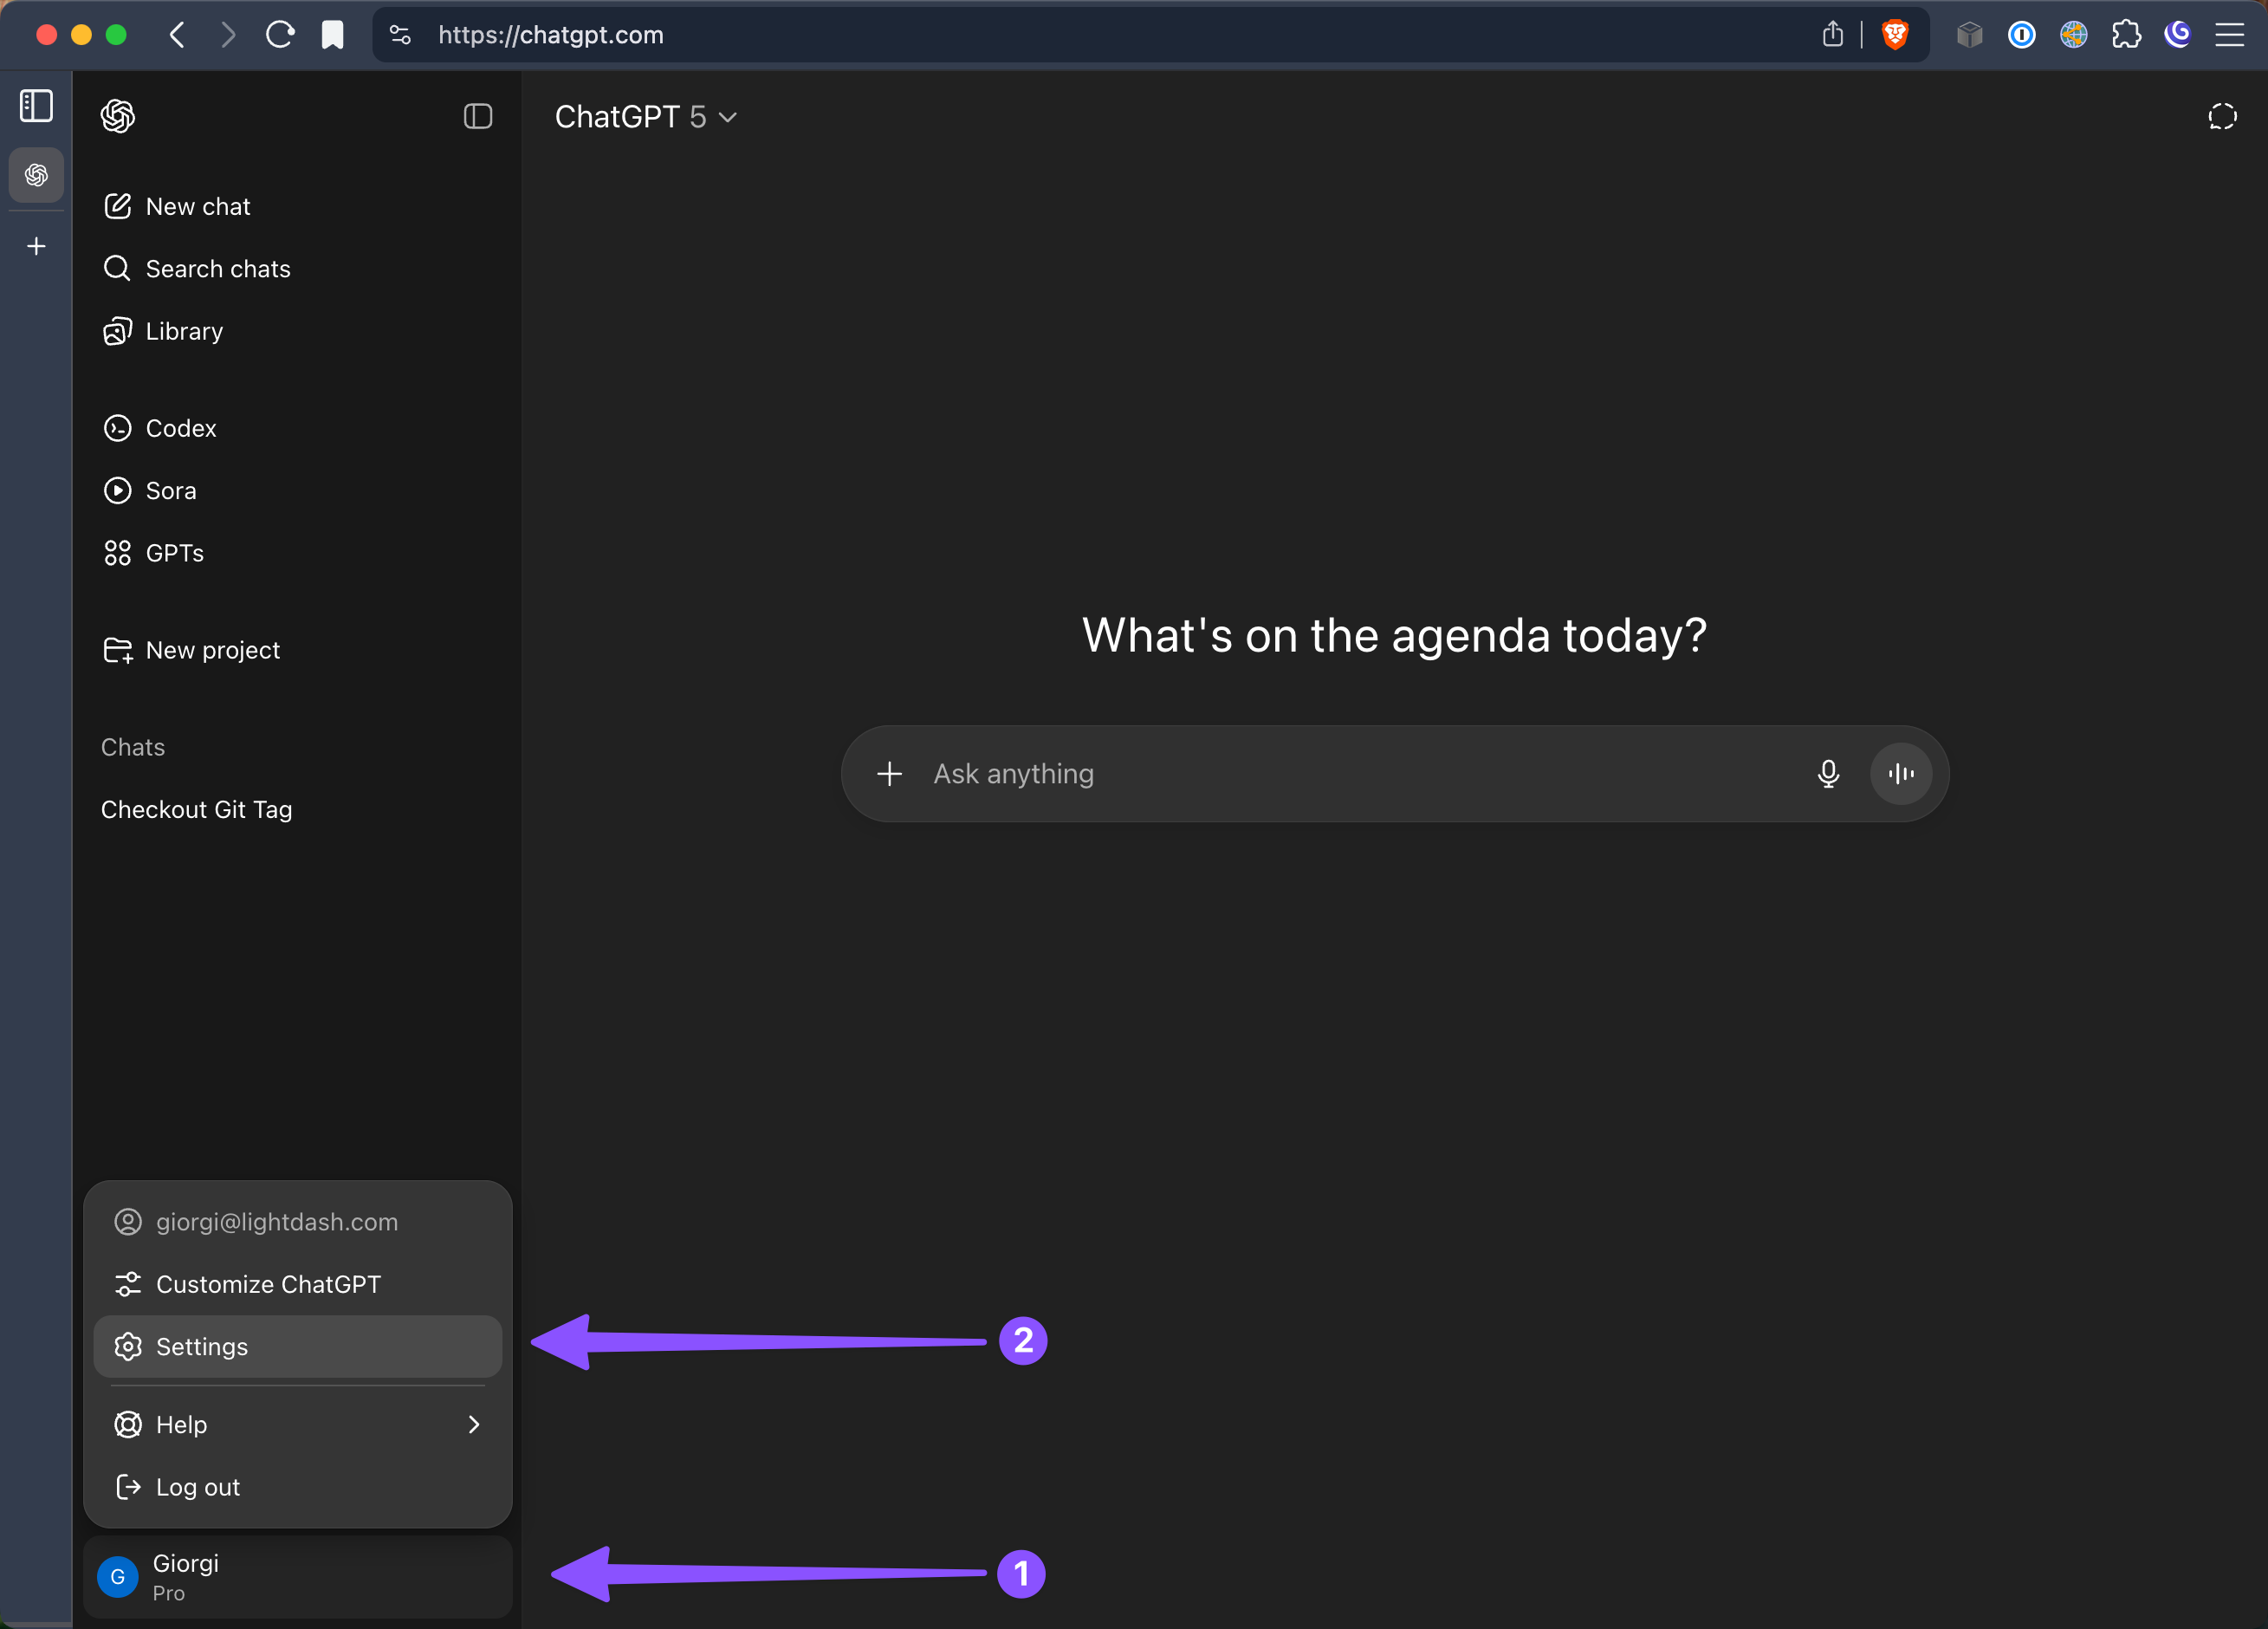 https://chatgpt.com
ChatGPT 5
New chat
Search chats
Library
Codex
Sora
GPTs
New project
Chats
Checkout Git Tag
What's on the agenda today?
Ask anything
giorgi@lightdash.com
Customize ChatGPT
Settings
2
Help
Log out
G
Giorgi
Pro
1